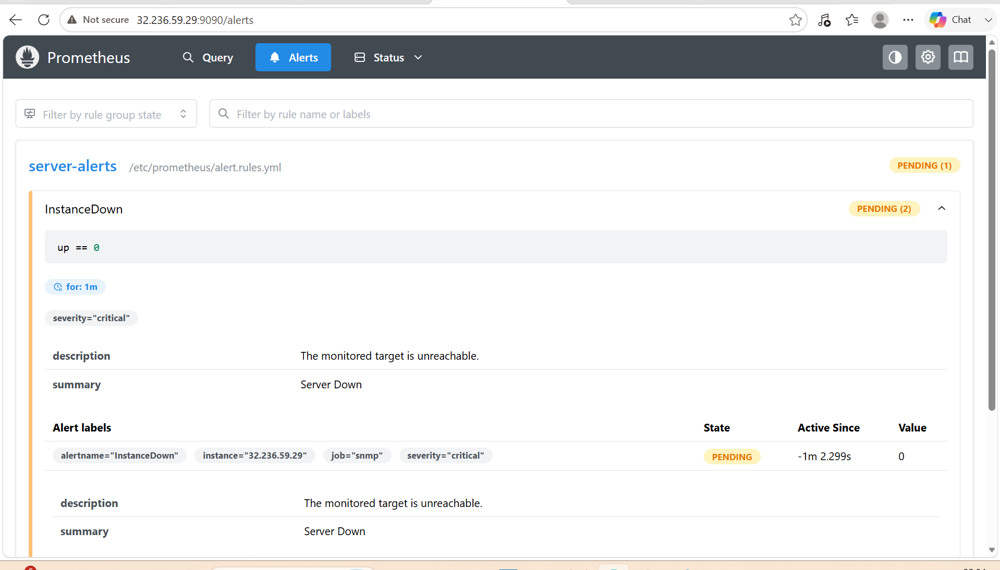 Not secure 32.236.59.29:9090/alerts Chat
Prometheus Query Alerts Status
Filter by rule group state Filter by rule name or labels
server-alerts /etc/prometheus/alert.rules.yml PENDING (1)
InstanceDown PENDING (2)
up == 0
for: 1m
severity="critical"
description The monitored target is unreachable.
summary Server Down
Alert labels State Active Since Value
alertname="InstanceDown" instance="32.236.59.29" job="snmp" severity="critical" PENDING -1m 2.299s 0
description The monitored target is unreachable.
summary Server Down